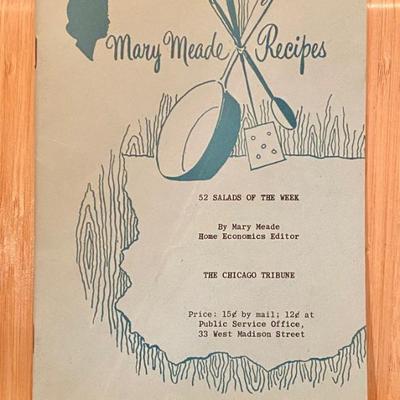 Mary Meade Recipes
52 SALADS OF THE WEEK
By Mary Meade
Home Economics Editor
THE CHICAGO TRIBUNE
Price: 15¢ by mail; 12¢ at
Public Service Office,
33 West Madison Street